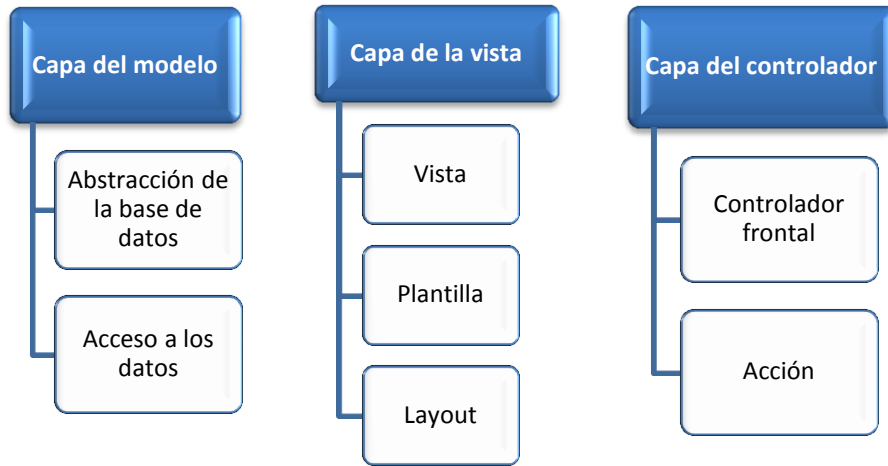 Capa del modelo
Abstracción de
la base de
datos
Acceso a los
datos
Capa de la vista
Vista
Plantilla
Layout
Capa del controlador
Controlador
frontal
Acción